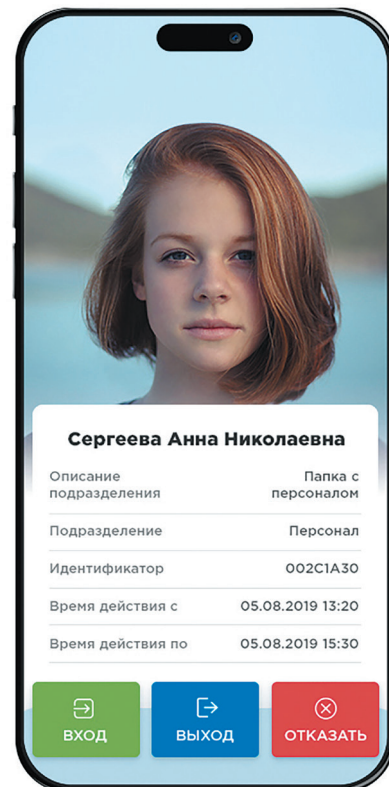 Сергеева Анна Николаевна
Описание подразделения Папка с персоналом
Подразделение Персонал
Идентификатор 002C1A30
Время действия с 05.08.2019 13:20
Время действия по 05.08.2019 15:30
ВХОД ВЫХОД ОТКАЗАТЬ